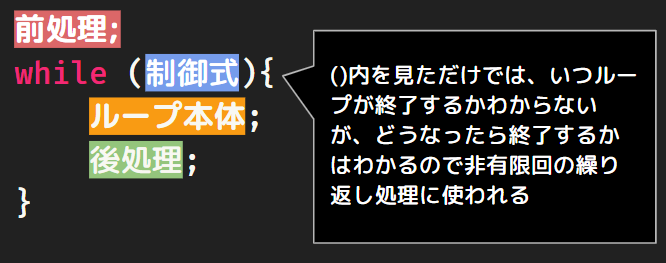 前処理;
while (制御式){
ループ本体;
後処理;
}
()内を見ただけでは、いつルー
プが終了するかわからない
が、どうなったら終了するか
はわかるので非有限回の繰り
返し処理に使われる